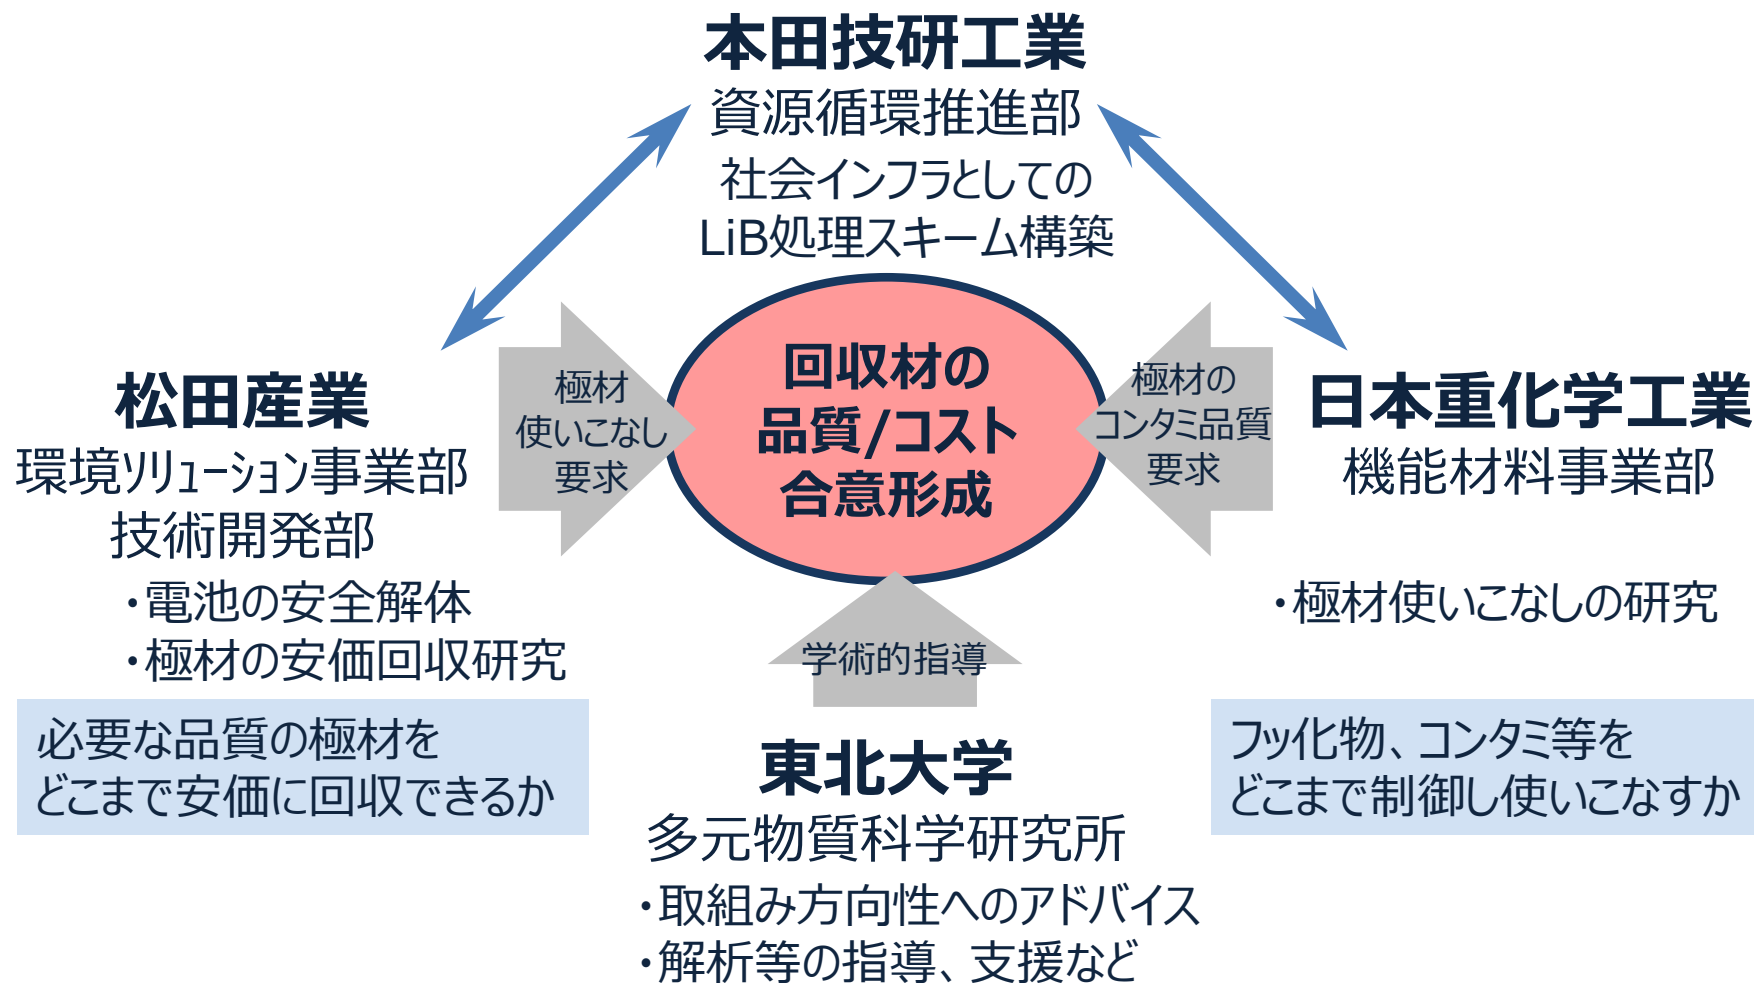 本田技研工業
資源循環推進部
社会インフラとしての
LiB処理スキーム構築
松田産業
環境ｿﾘｭｰｼｮﾝ事業部
技術開発部
・電池の安全解体
・極材の安価回収研究
必要な品質の極材を
どこまで安価に回収できるか
極材
使いこなし
要求
回収材の
品質/コスト
合意形成
極材の
コンタミ品質
要求
日本重化学工業
機能材料事業部
・極材使いこなしの研究
フッ化物、コンタミ等を
どこまで制御し使いこなすか
学術的指導
東北大学
多元物質科学研究所
・取組み方向性へのアドバイス
・解析等の指導、支援など